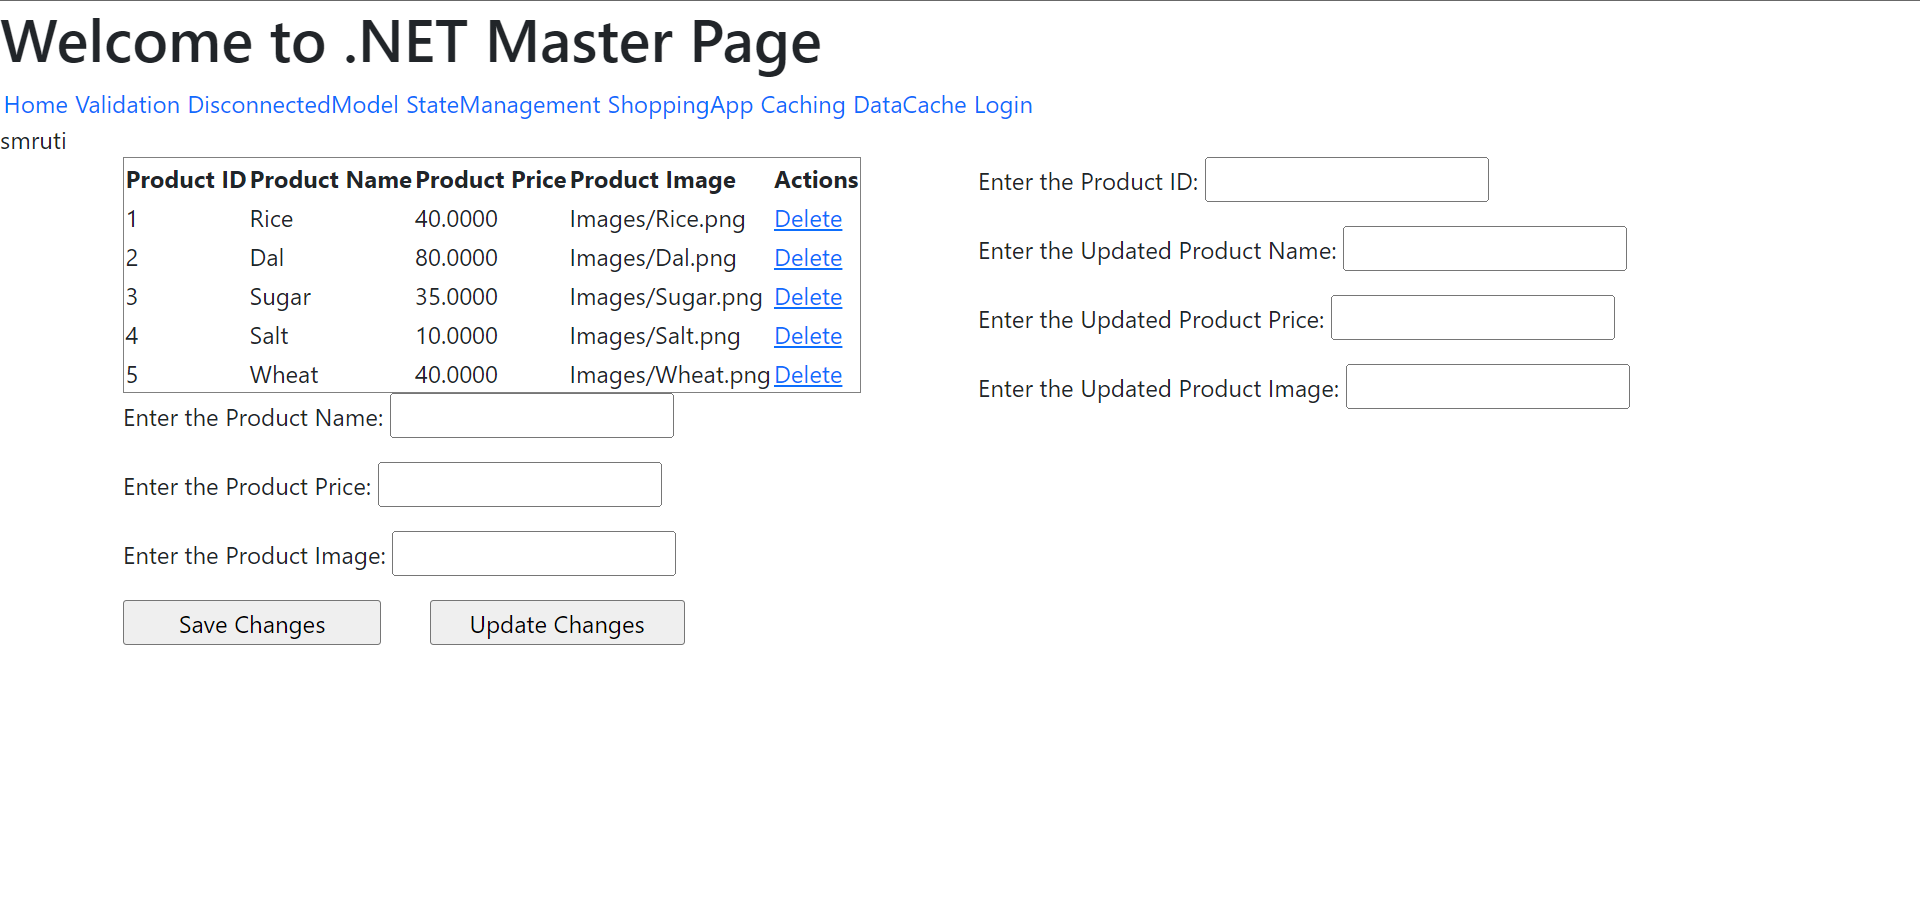 Welcome to .NET Master Page
Home Validation DisconnectedModel StateManagement ShoppingApp Caching DataCache Login
smruti
Product ID Product Name Product Price Product Image Actions
1 Rice 40.0000 Images/Rice.png Delete
2 Dal 80.0000 Images/Dal.png Delete
3 Sugar 35.0000 Images/Sugar.png Delete
4 Salt 10.0000 Images/Salt.png Delete
5 Wheat 40.0000 Images/Wheat.png Delete
Enter the Product Name:
Enter the Product Price:
Enter the Product Image:
Save Changes Update Changes
Enter the Product ID:
Enter the Updated Product Name:
Enter the Updated Product Price:
Enter the Updated Product Image: